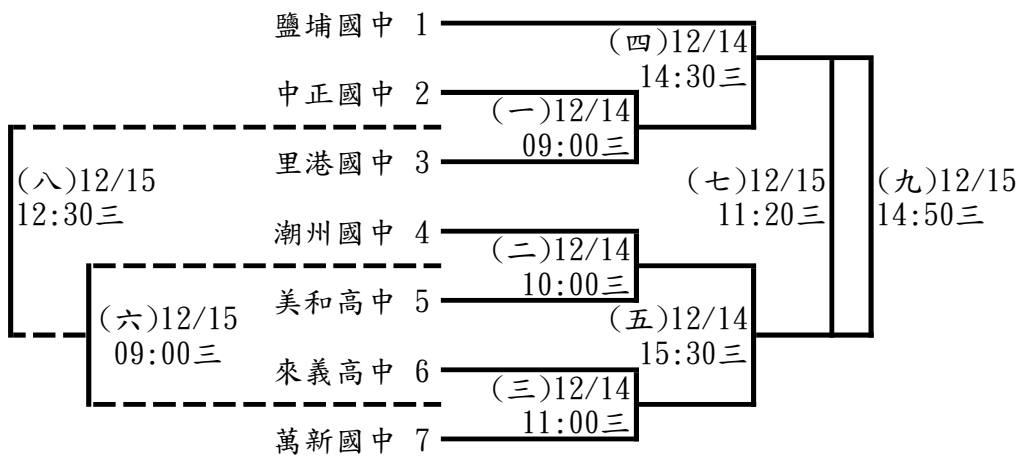 鹽埔國中 1
(四)12/14
14:30三
中正國中 2
(一)12/14
09:00三
里港國中 3
(八)12/15
12:30三
(七)12/15
11:20三
(九)12/15
14:50三
潮州國中 4
(二)12/14
10:00三
美和高中 5
(六)12/15
09:00三
(五)12/14
15:30三
來義高中 6
(三)12/14
11:00三
萬新國中 7